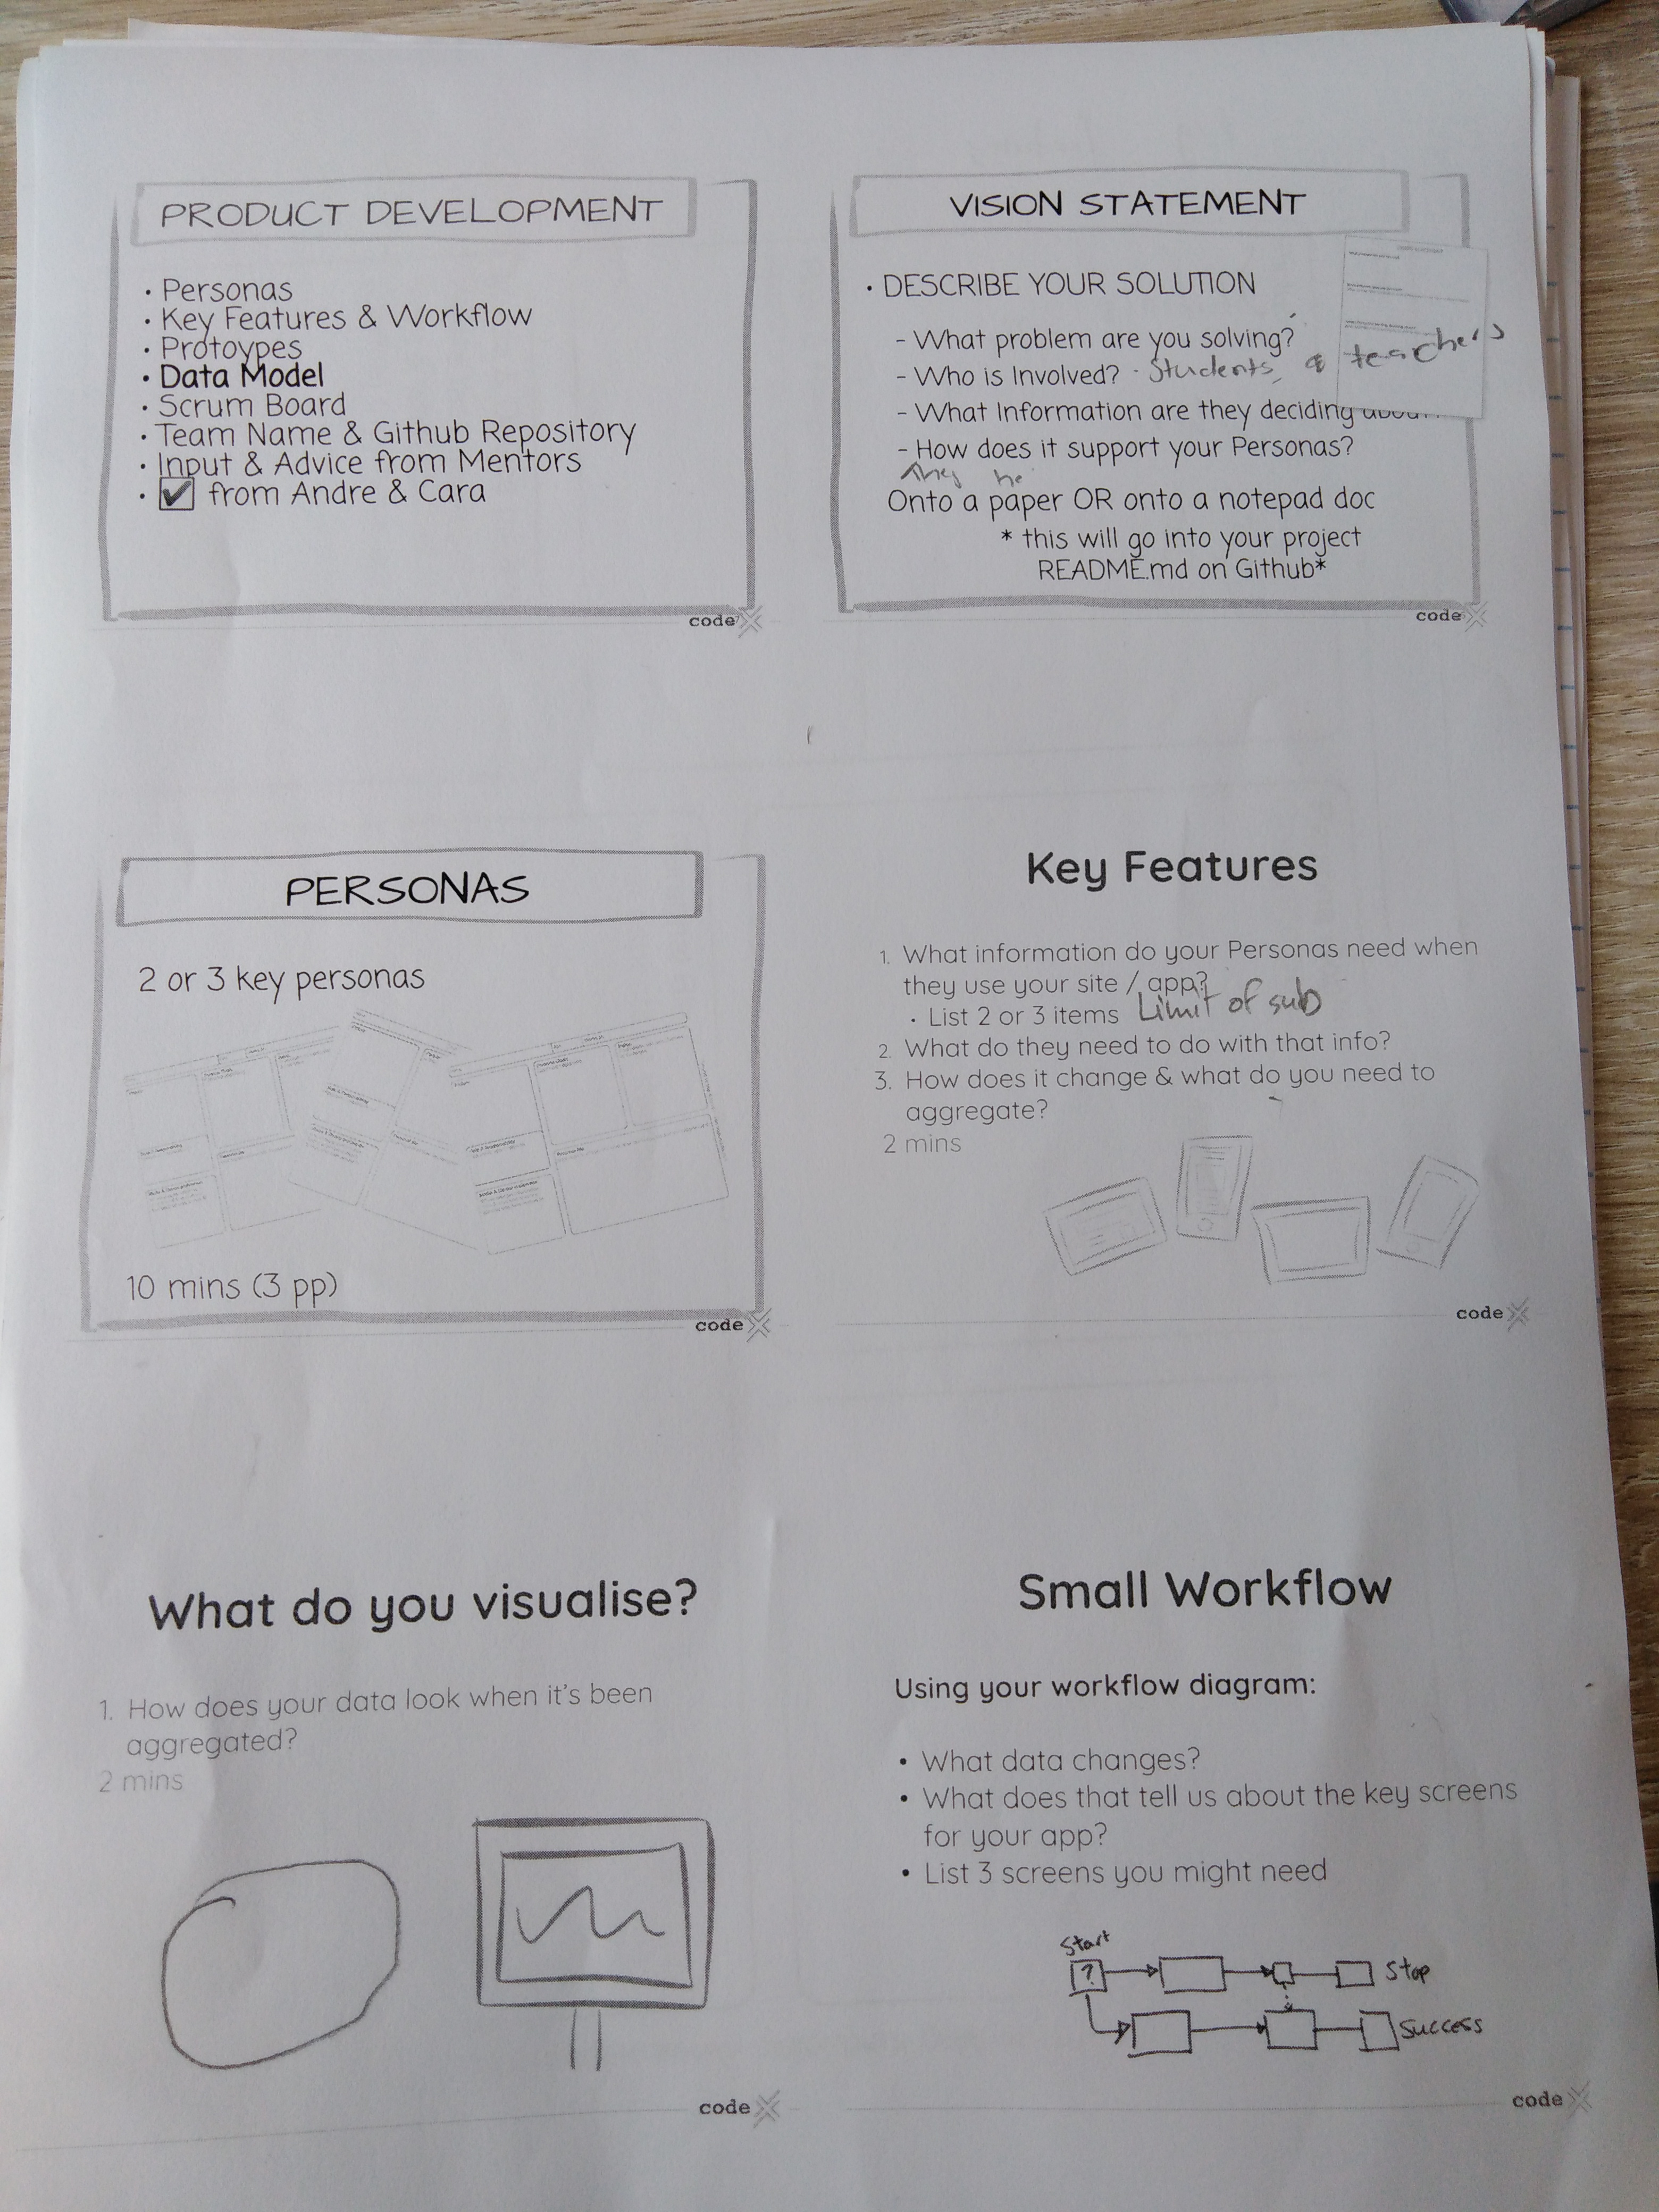 PRODUCT DEVELOPMENT
• Personas
• Key Features & Workflow
• Protoypes
• Data Model
• Scrum Board
• Team Name & Github Repository
• Input & Advice from Mentors
• ☑ from Andre & Cara
code
VISION STATEMENT
• DESCRIBE YOUR SOLUTION
- What problem are you solving?
- Who is Involved? · Students, & teachers
- What Information are they deciding about?
- How does it support your Personas?
They he
Onto a paper OR onto a notepad doc
* this will go into your project
README.md on Github*
code
PERSONAS
2 or 3 key personas
10 mins (3 pp)
code
Key Features
1. What information do your Personas need when
they use your site / app?
• List 2 or 3 items Limit of sub
2. What do they need to do with that info?
3. How does it change & what do you need to
aggregate?
2 mins
code
What do you visualise?
1. How does your data look when it's been
aggregated?
2 mins
code
Small Workflow
Using your workflow diagram:
• What data changes?
• What does that tell us about the key screens
for your app?
• List 3 screens you might need
Start
? Stop
Success
code